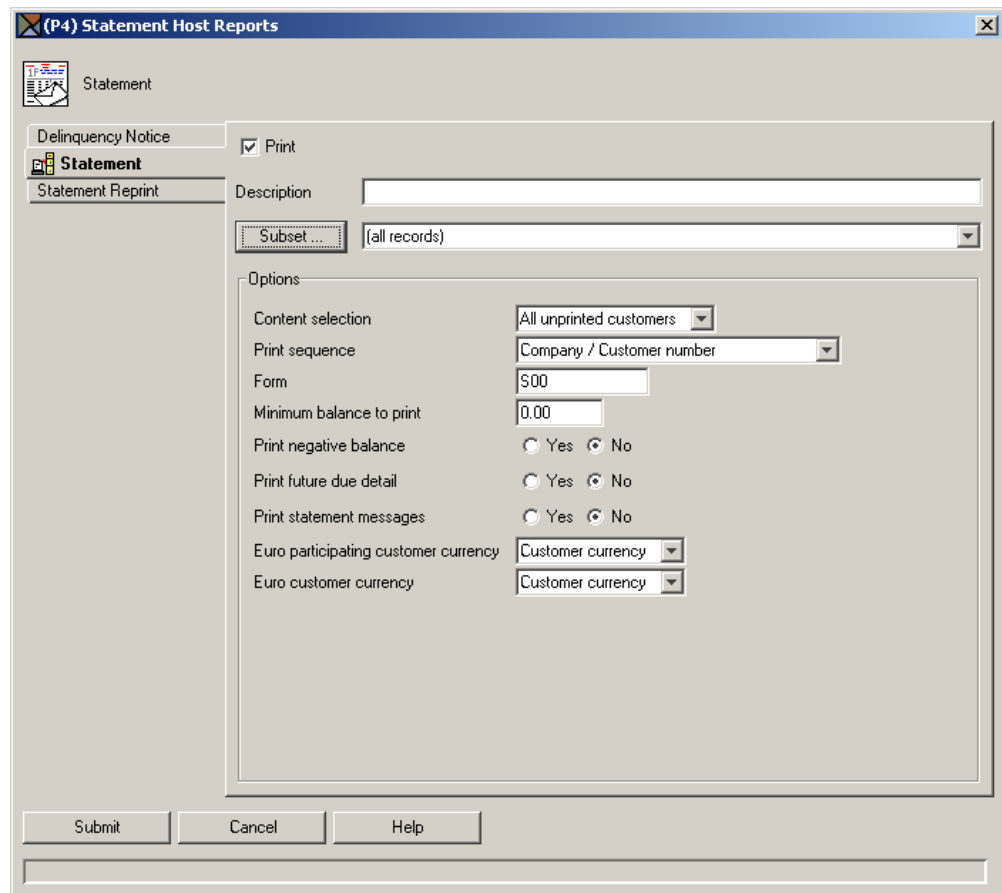 (P4) Statement Host Reports
Statement
Delinquency Notice
Statement
Statement Reprint
Print
Description
Subset ... (all records)
Options
Content selection All unprinted customers
Print sequence Company / Customer number
Form S00
Minimum balance to print 0.00
Print negative balance Yes No
Print future due detail Yes No
Print statement messages Yes No
Euro participating customer currency Customer currency
Euro customer currency Customer currency
Submit Cancel Help